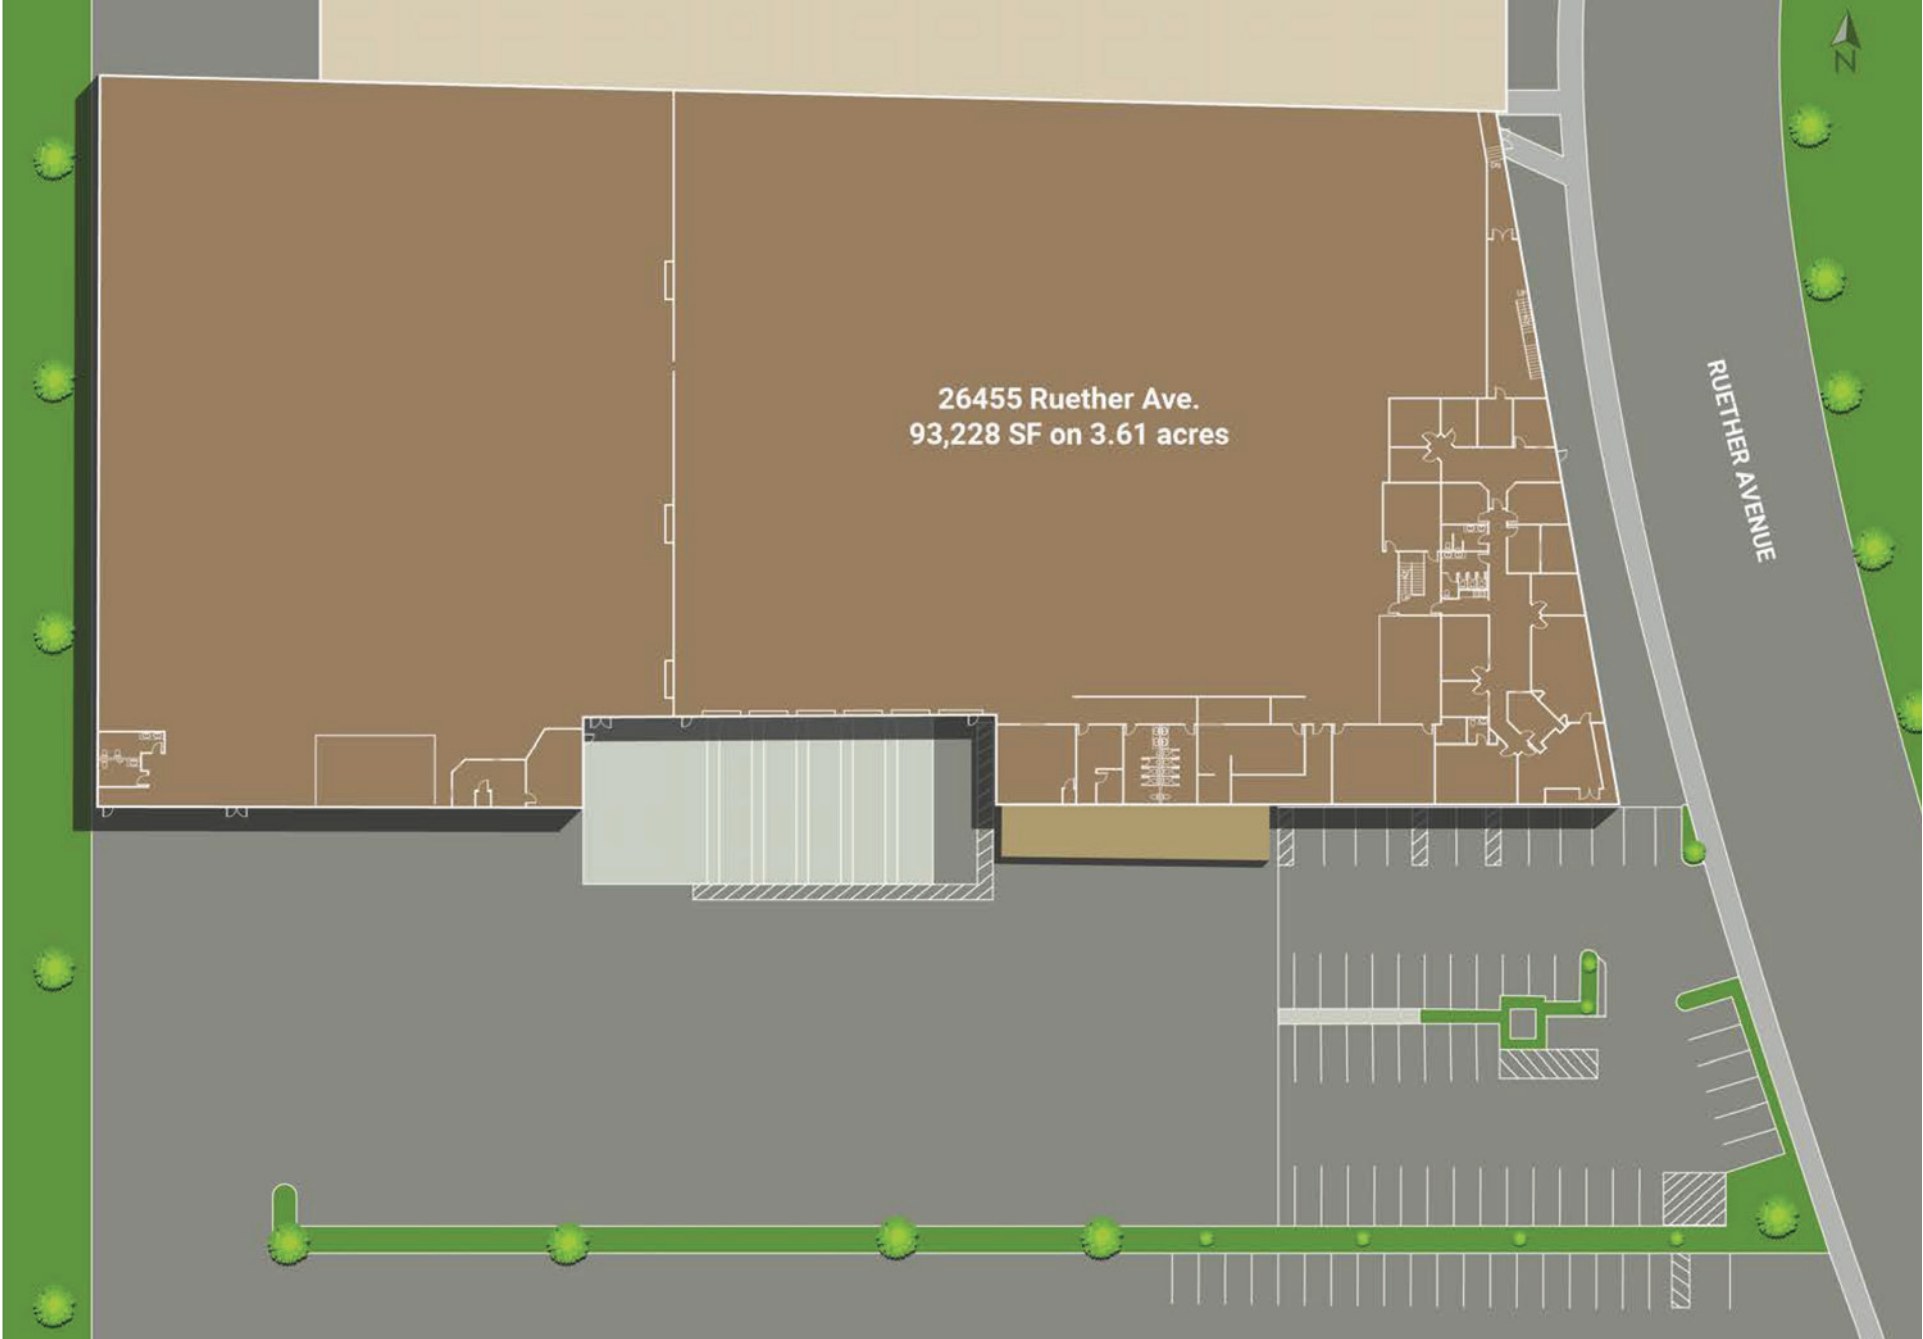 N
26455 Ruether Ave.
93,228 SF on 3.61 acres
RUETHER AVENUE